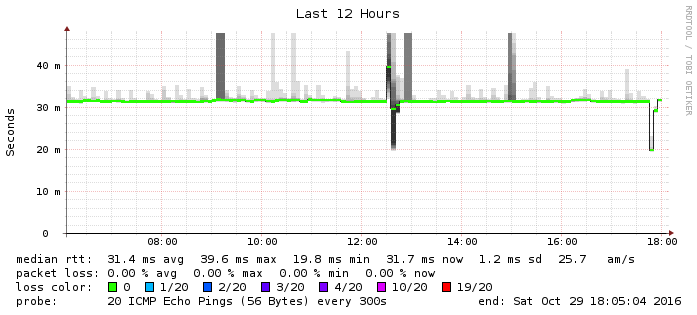 Last 12 Hours
RRDTOOL / TOBI OETIKER
Seconds
40 m
30 m
20 m
10 m
0
08:00 10:00 12:00 14:00 16:00 18:00
median rtt: 31.4 ms avg 39.6 ms max 19.8 ms min 31.7 ms now 1.2 ms sd 25.7 am/s
packet loss: 0.00 % avg 0.00 % max 0.00 % min 0.00 % now
loss color: 0 1/20 2/20 3/20 4/20 10/20 19/20
probe: 20 ICMP Echo Pings (56 Bytes) every 300s end: Sat Oct 29 18:05:04 2016